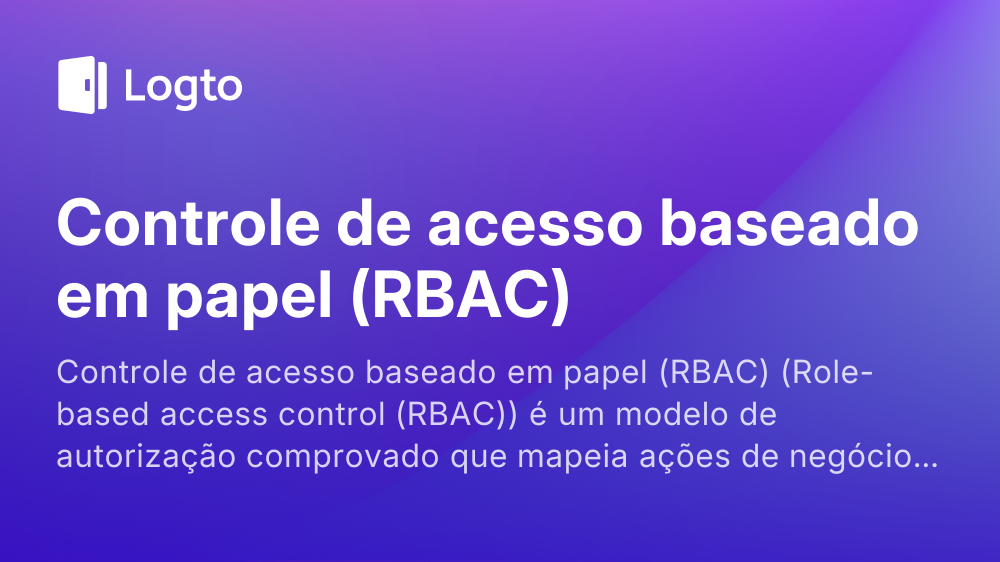 Logto
Controle de acesso baseado
em papel (RBAC)
Controle de acesso baseado em papel (RBAC) (Role-
based access control (RBAC)) é um modelo de
autorização comprovado que mapeia ações de negócio...